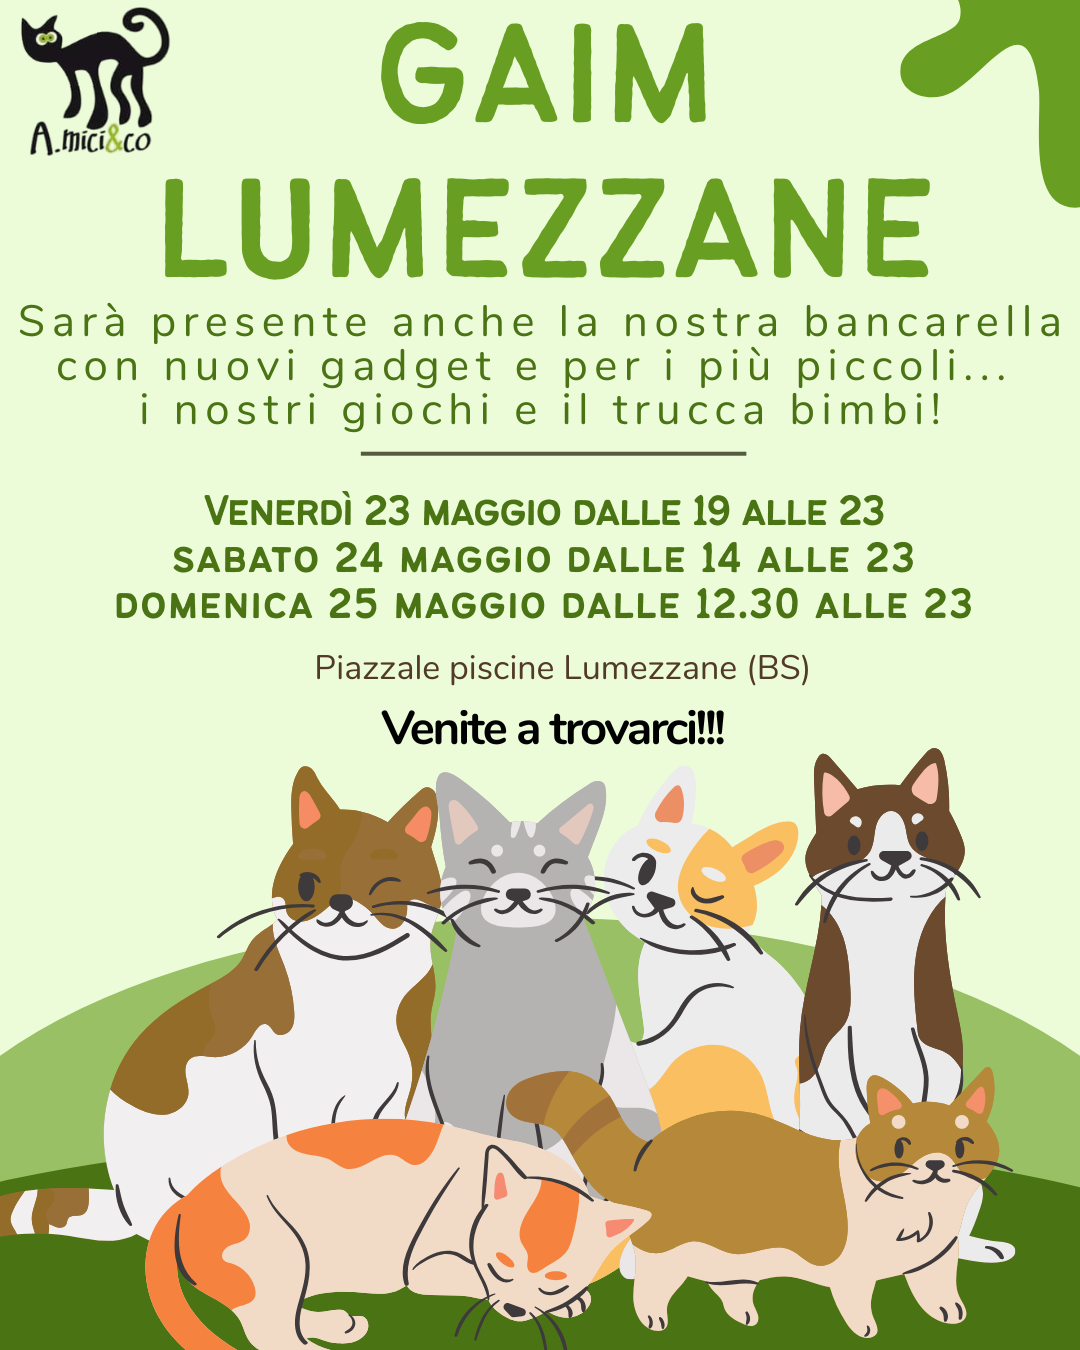 A.mici&co
GAIM
LUMEZZANE
Sarà presente anche la nostra bancarella
con nuovi gadget e per i più piccoli...
i nostri giochi e il trucca bimbi!
VENERDÌ 23 MAGGIO DALLE 19 ALLE 23
SABATO 24 MAGGIO DALLE 14 ALLE 23
DOMENICA 25 MAGGIO DALLE 12.30 ALLE 23
Piazzale piscine Lumezzane (BS)
Venite a trovarci!!!